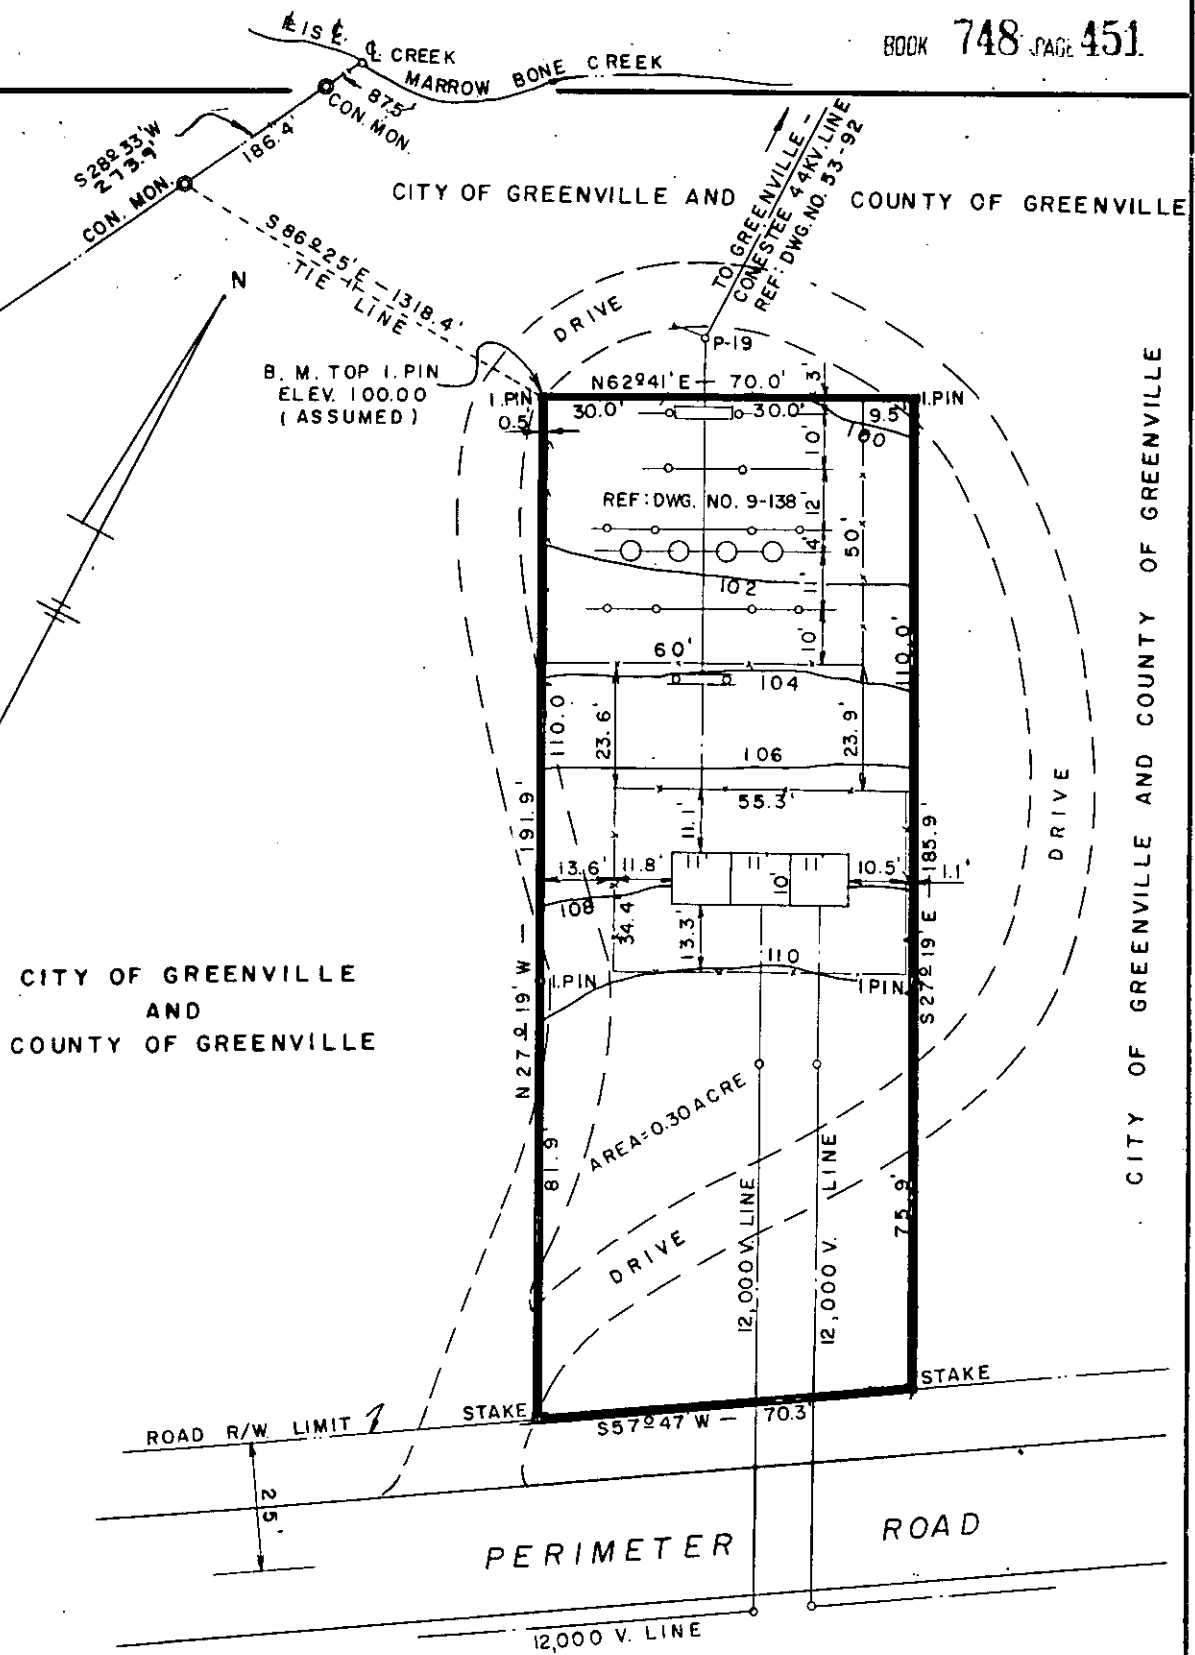 BOOK 748 PAGE 451
℄ CREEK
MARROW BONE CREEK
87.5'
CON. MON.
186.4'
S 28º 33' W
273.9'
CON. MON.
CITY OF GREENVILLE AND
COUNTY OF GREENVILLE
TO GREENVILLE -
CONESTEE 44KV. LINE
REF: DWG. NO. 53-92
S 86º 25' E - 1318.4'
TIE LINE
N
DRIVE
P-19
B. M. TOP I. PIN
ELEV. 100.00
( ASSUMED )
N62º41' E - 70.0'
3'
I.PIN
I.PIN
0.5'
30.0'
30.0'
9.5'
10'
100
REF: DWG. NO. 9-138
12'
50'
4'
11'
102
10'
60'
110.0'
104
110.0
23.6'
23.9'
106
55.3'
11.1'
13.6'
11.8'
11'
11'
11'
10'
10.5'
1.1'
108
34.4'
13.3'
110
I.PIN
I.PIN
N 27º 19' W - 191.9'
S 27º 19' E - 185.9'
DRIVE
CITY OF GREENVILLE AND COUNTY OF GREENVILLE
CITY OF GREENVILLE
AND
COUNTY OF GREENVILLE
AREA=0.30 ACRE
81.9'
75.9'
DRIVE
12,000 V. LINE
12,000 V. LINE
STAKE
STAKE
S57º47' W - 70.3'
ROAD R/W LIMIT
25'
PERIMETER ROAD
12,000 V. LINE